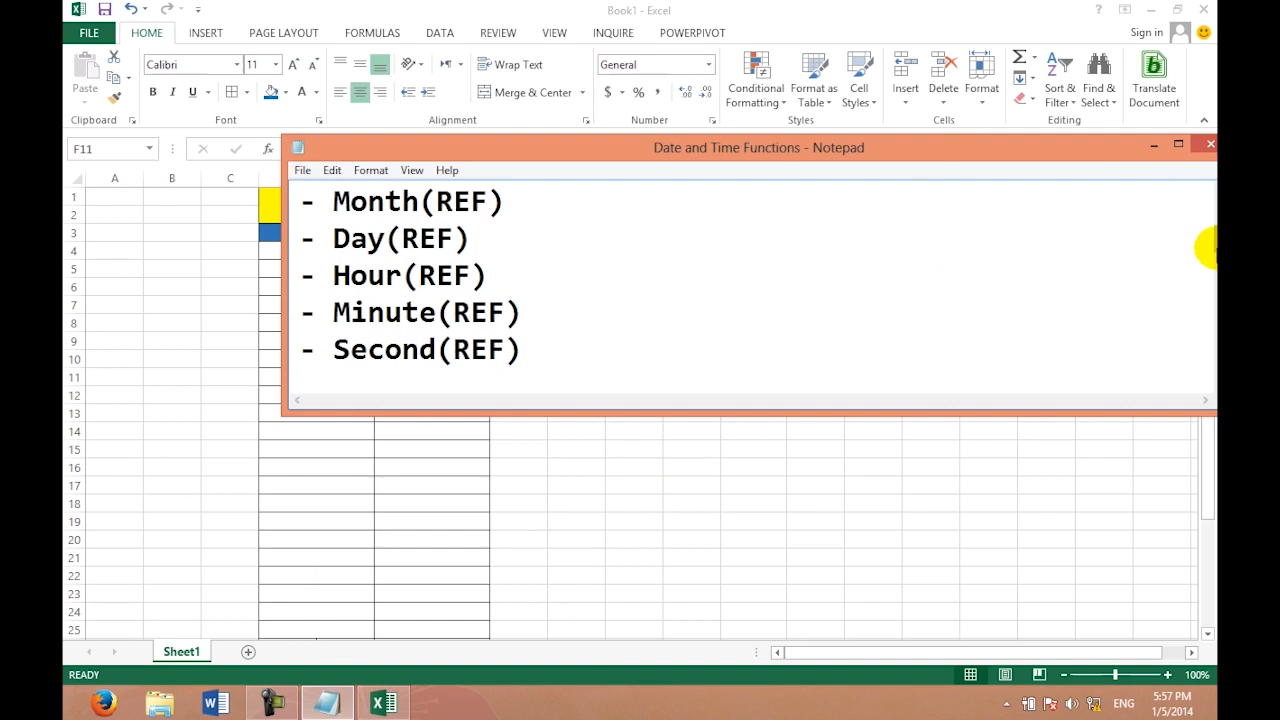 Book1 - Excel
FILE HOME INSERT PAGE LAYOUT FORMULAS DATA REVIEW VIEW INQUIRE POWERPIVOT Sign in
Calibri 11 Wrap Text General
Paste B I U A Merge & Center $ % , Conditional Formatting Format as Table Cell Styles Insert Delete Format Sort & Filter Find & Select Translate Document
Clipboard Font Alignment Number Styles Cells Editing
F11 fx Date and Time Functions - Notepad
File Edit Format View Help
A B C
- Month(REF)
- Day(REF)
- Hour(REF)
- Minute(REF)
- Second(REF)
1
2
3
4
5
6
7
8
9
10
11
12
13
14
15
16
17
18
19
20
21
22
23
24
25
Sheet1
READY 100%
W ENG 5:57 PM
1/5/2014